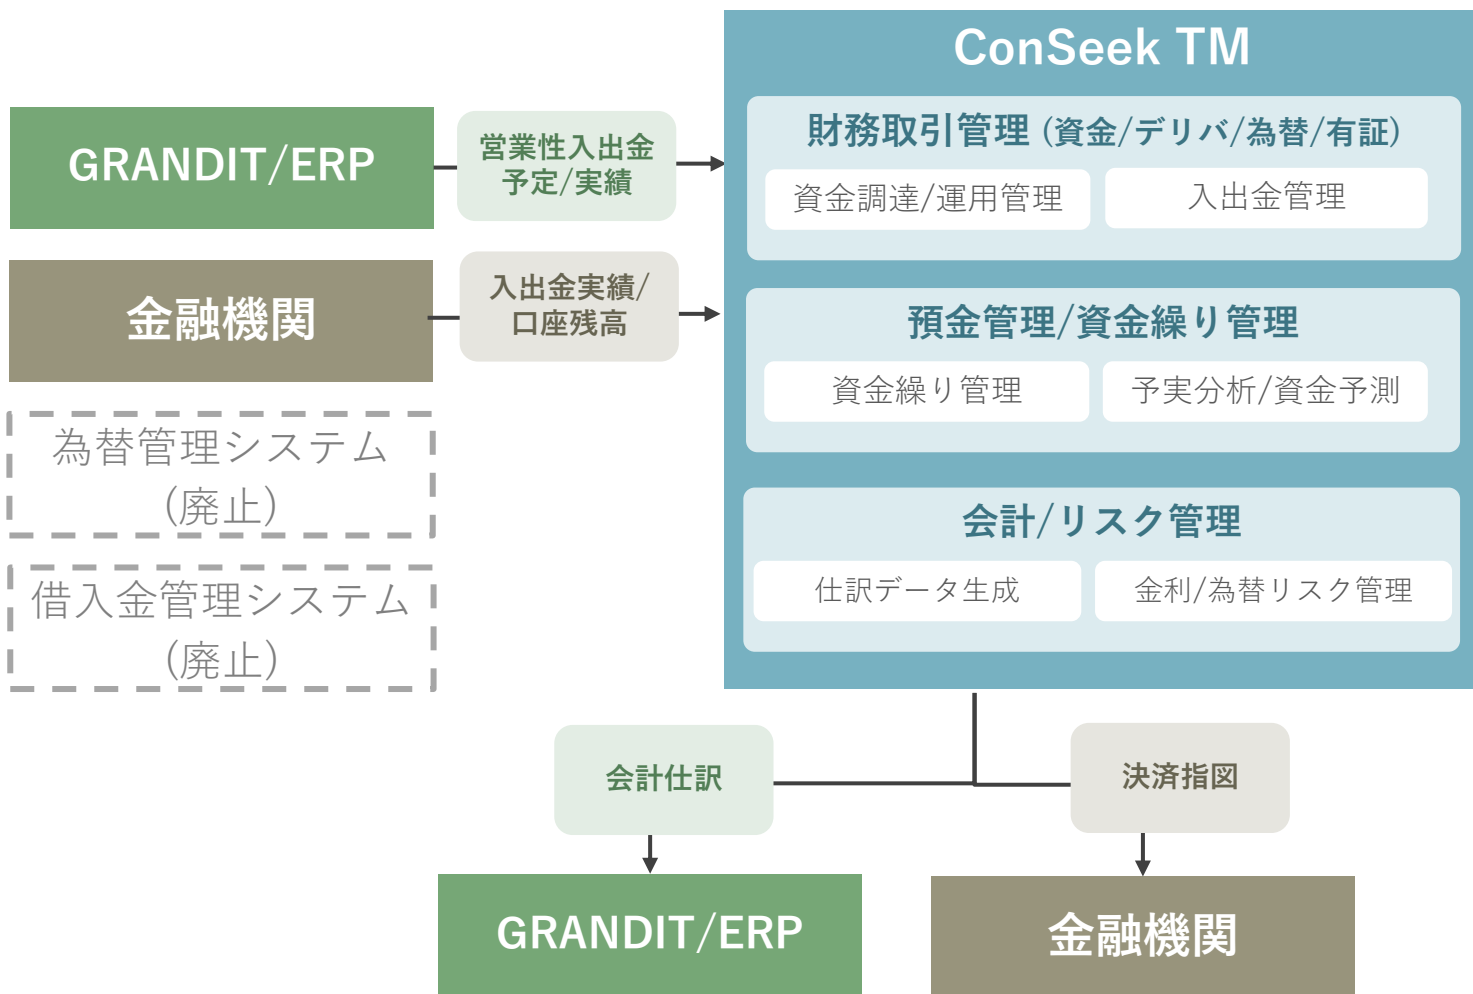 ConSeek TM
GRANDIT/ERP
営業性入出金
予定/実績
財務取引管理 (資金/デリバ/為替/有証)
資金調達/運用管理
入出金管理
金融機関
入出金実績/
口座残高
預金管理/資金繰り管理
資金繰り管理
予実分析/資金予測
為替管理システム
(廃止)
会計/リスク管理
仕訳データ生成
金利/為替リスク管理
借入金管理システム
(廃止)
会計仕訳
決済指図
GRANDIT/ERP
金融機関